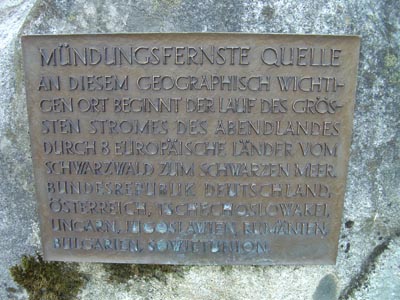 MÜNDUNGSFERNSTE QUELLE
AN DIESEM GEOGRAPHISCH WICHTI-
GEN ORT BEGINNT DER LAUF DES GRÖS-
STEN STROMES DES ABENDLANDES
DURCH 8 EUROPÄISCHE LÄNDER VOM
SCHWARZWALD ZUM SCHWARZEN MEER.
BUNDESREPUBLIK DEUTSCHLAND,
ÖSTERREICH, TSCHECHOSLOWAKEI,
UNGARN, JUGOSLAWIEN, RUMÄNIEN,
BULGARIEN, SOWJETUNION.